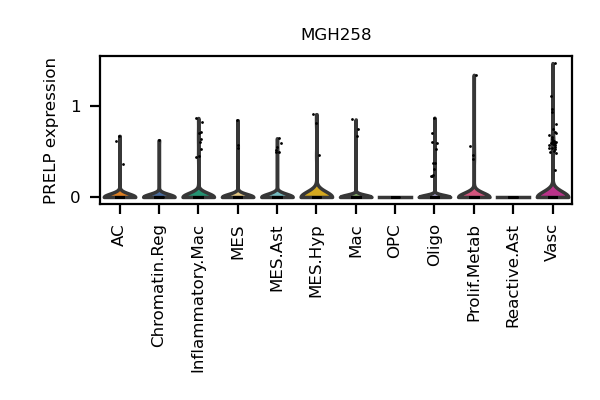 MGH258
PRELP expression
1
0
AC
Chromatin.Reg
Inflammatory.Mac
MES
MES.Ast
MES.Hyp
Mac
OPC
Oligo
Prolif.Metab
Reactive.Ast
Vasc